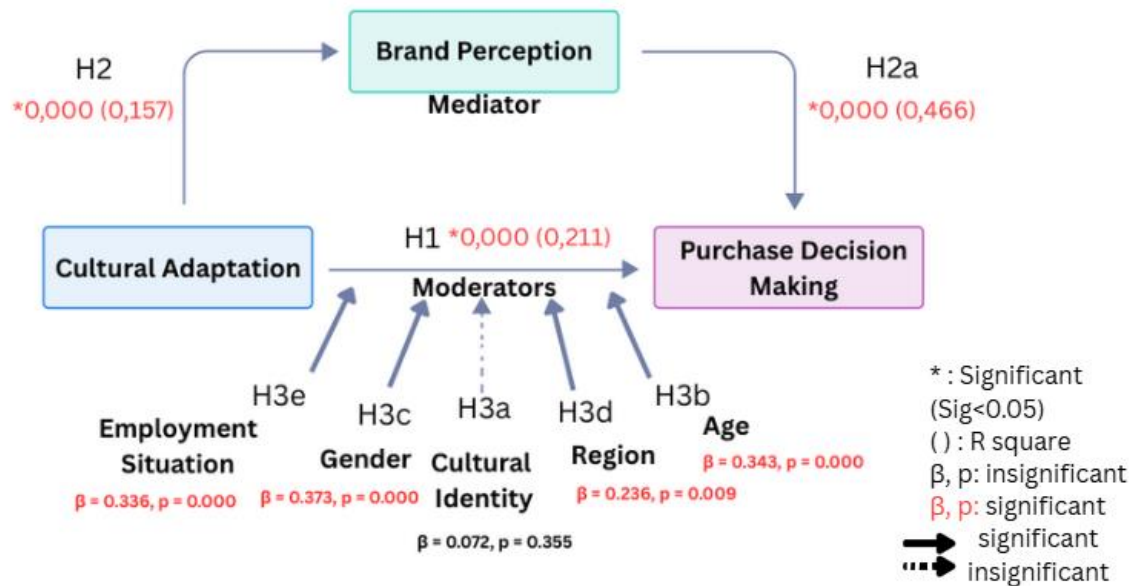 Brand Perception
Mediator
H2
*0,000 (0,157)
H2a
*0,000 (0,466)
Cultural Adaptation
H1 *0,000 (0,211)
Moderators
Purchase Decision
Making
H3e
Employment
Situation
β = 0.336, p = 0.000
H3c
Gender
β = 0.373, p = 0.000
H3a
Cultural
Identity
β = 0.072, p = 0.355
H3d
Region
β = 0.236, p = 0.009
H3b
Age
β = 0.343, p = 0.000
* : Significant
(Sig<0.05)
( ) : R square
β, p: insignificant
β, p: significant
significant
insignificant